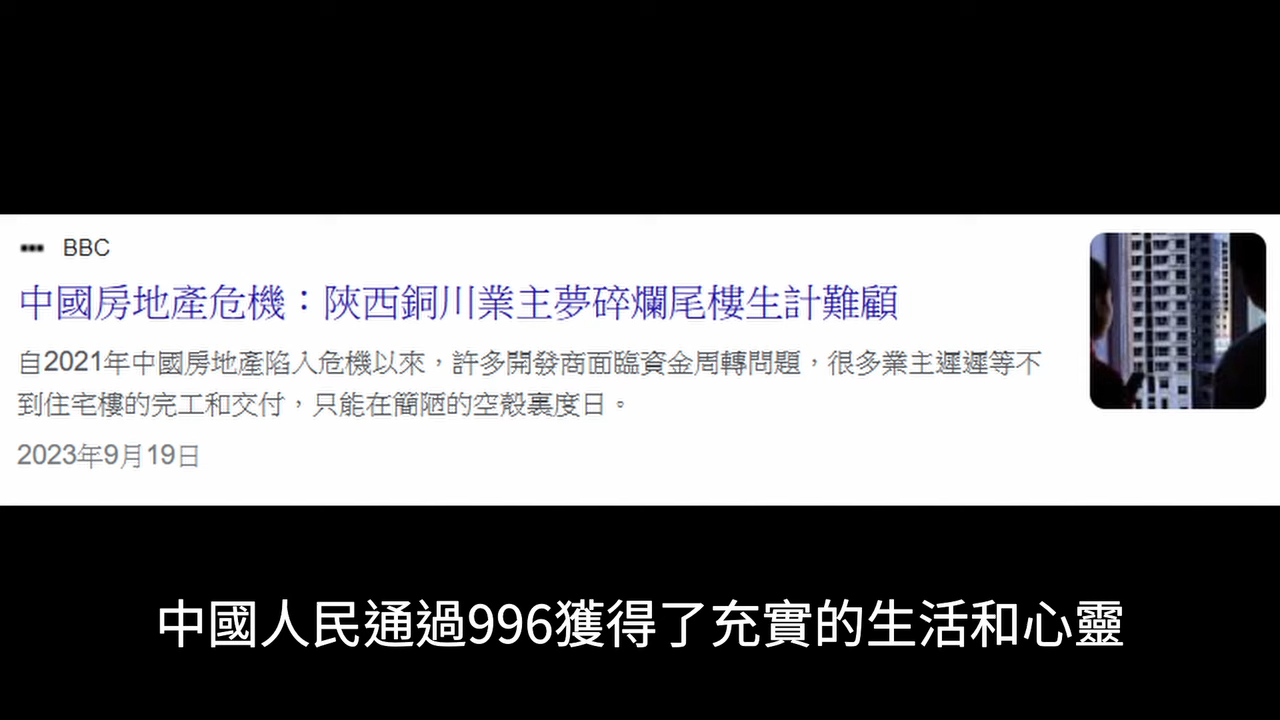 BBC
中國房地產危機：陝西銅川業主夢碎爛尾樓生計難顧
自2021年中國房地產陷入危機以來，許多開發商面臨資金周轉問題，很多業主遲遲等不
到住宅樓的完工和交付，只能在簡陋的空殼裏度日。
2023年9月19日
中國人民通過996獲得了充實的生活和心靈